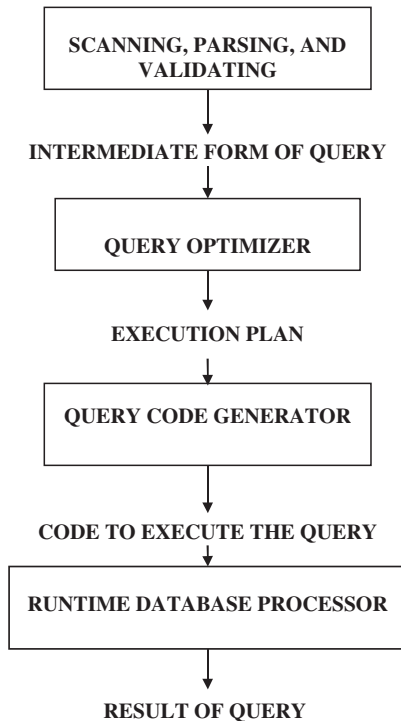 SCANNING, PARSING, AND
VALIDATING
INTERMEDIATE FORM OF QUERY
QUERY OPTIMIZER
EXECUTION PLAN
QUERY CODE GENERATOR
CODE TO EXECUTE THE QUERY
RUNTIME DATABASE PROCESSOR
RESULT OF QUERY